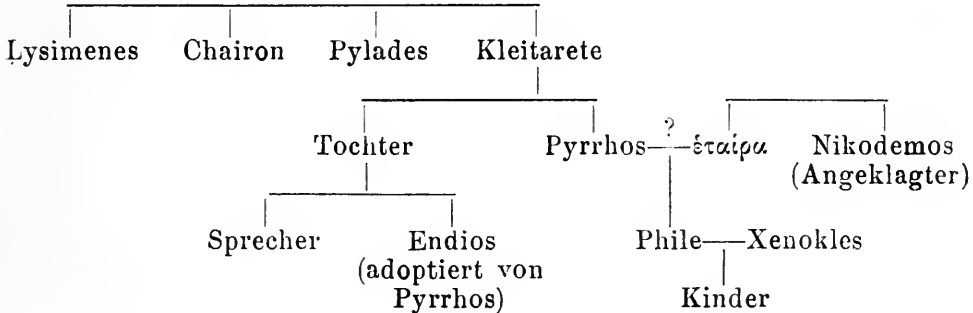 Lysimenes Chairon Pylades Kleitarete
?
Tochter Pyrrhos ἑταίρα Nikodemos
(Angeklagter)
Sprecher Endios Phile Xenokles
(adoptiert von
Pyrrhos) Kinder